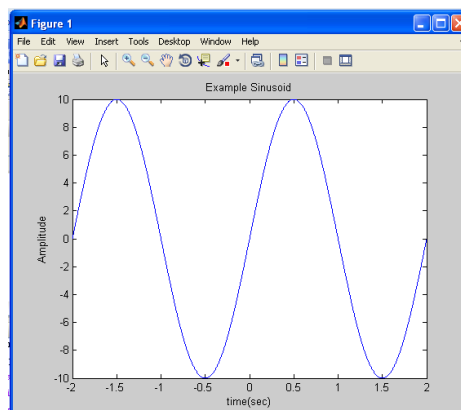 Figure 1
File Edit View Insert Tools Desktop Window Help
Example Sinusoid
10
8
6
4
2
0
-2
-4
-6
-8
-10
Amplitude
-2 -1.5 -1 -0.5 0 0.5 1 1.5 2
time(sec)